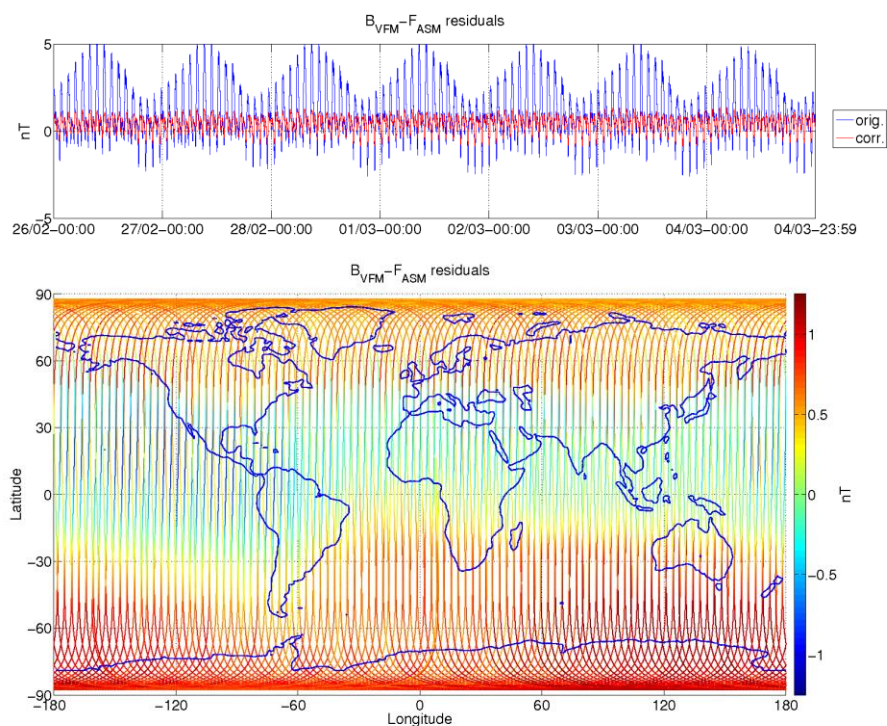 B_VFM−F_ASM residuals
5
0
−5
nT
26/02−00:00 27/02−00:00 28/02−00:00 01/03−00:00 02/03−00:00 03/03−00:00 04/03−00:00 04/03−23:59
orig.
corr.
B_VFM−F_ASM residuals
90
60
30
0
−30
−60
−90
Latitude
−180 −120 −60 0 60 120 180
Longitude
1
0.5
0
−0.5
−1
nT